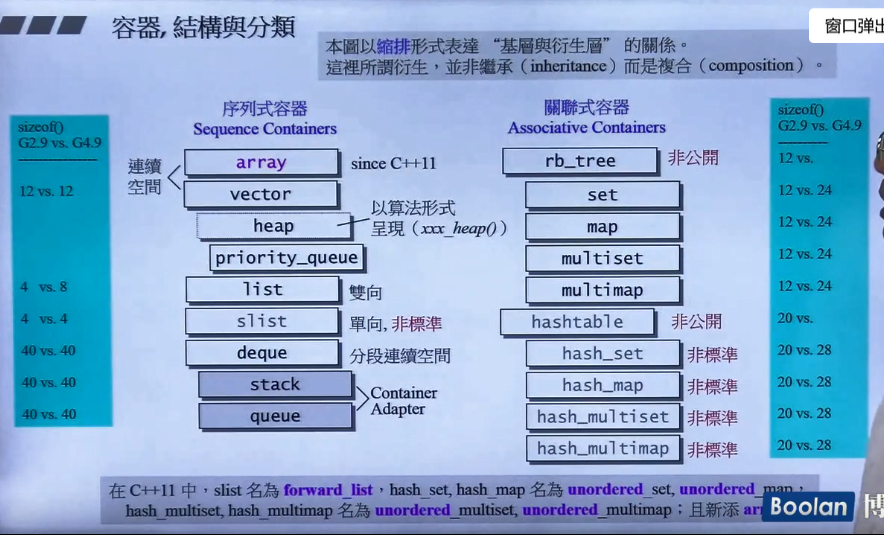 容器, 結構與分類
窗口弹出
本圖以縮排形式表達 “基層與衍生層” 的關係。
這裡所謂衍生，並非繼承（inheritance）而是複合（composition）。
sizeof()
G2.9 vs. G4.9
12 vs. 12
4 vs. 8
4 vs. 4
40 vs. 40
40 vs. 40
40 vs. 40
序列式容器
Sequence Containers
連續
空間
array
since C++11
vector
heap
以算法形式
呈現（xxx_heap()）
priority_queue
list
雙向
slist
單向, 非標準
deque
分段連續空間
stack
queue
Container
Adapter
關聯式容器
Associative Containers
rb_tree
非公開
set
map
multiset
multimap
hashtable
非公開
hash_set
非標準
hash_map
非標準
hash_multiset
非標準
hash_multimap
非標準
sizeof()
G2.9 vs. G4.9
12 vs.
12 vs. 24
12 vs. 24
12 vs. 24
12 vs. 24
20 vs.
20 vs. 28
20 vs. 28
20 vs. 28
20 vs. 28
在 C++11 中，slist 名為 forward_list，hash_set, hash_map 名為 unordered_set, unordered_map，
hash_multiset, hash_multimap 名為 unordered_multiset, unordered_multimap；且新添
Boolan 博